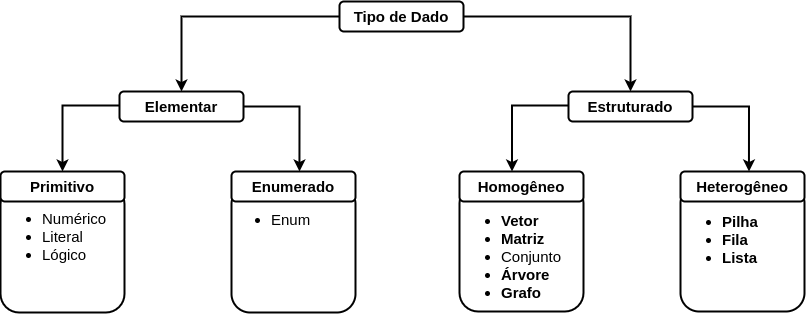 Tipo de Dado
Elementar
Estruturado
Primitivo
Numérico
Literal
Lógico
Enumerado
Enum
Homogêneo
Vetor
Matriz
Conjunto
Árvore
Grafo
Heterogêneo
Pilha
Fila
Lista